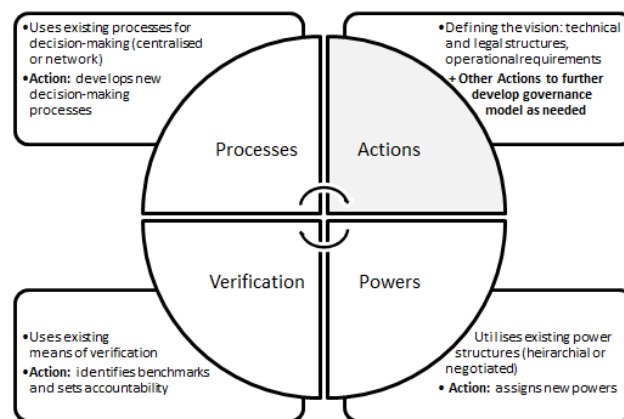 •Uses existing processes for
decision-making (centralised
or network)
•Action: develops new
decision-making
processes
•Defining the vision: technical
and legal structures,
operational requirements
+ Other Actions to further
develop governance
model as needed
Processes
Actions
Verification
Powers
•Uses existing
means of verification
•Action: identifies benchmarks
and sets accountability
Utilises existing power
structures (heirarchial or
negotiated)
• Action: assigns new powers